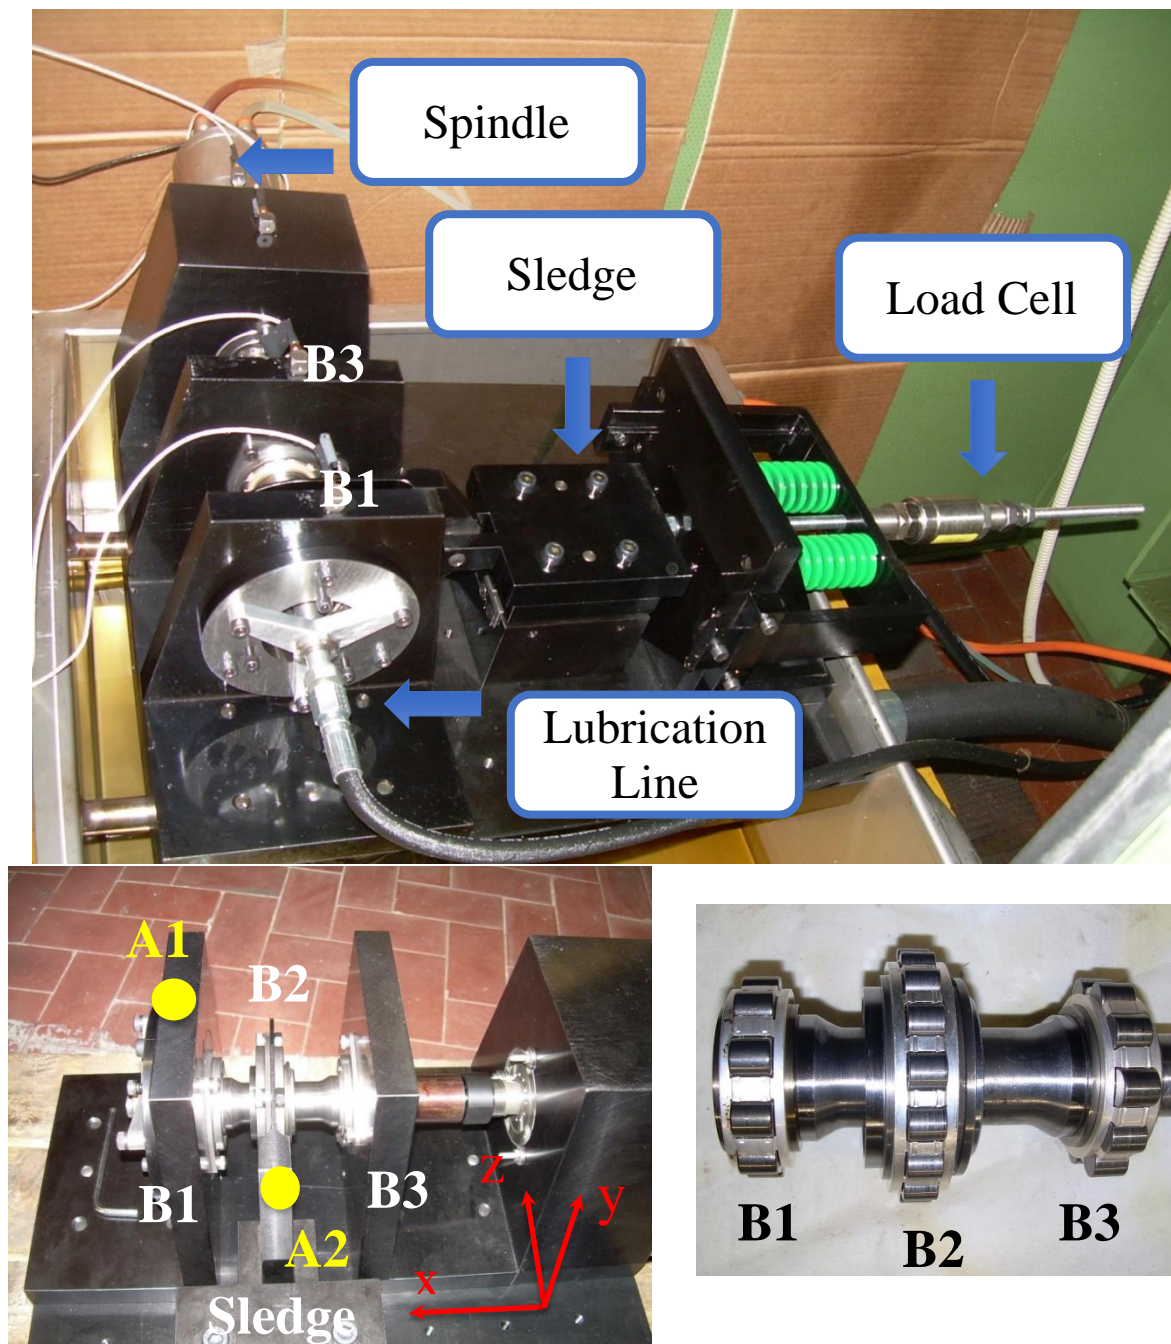 Spindle
Sledge
Load Cell
B3
B1
Lubrication
Line
A1
B2
B1
B3
A2
z
y
x
Sledge
B1
B2
B3